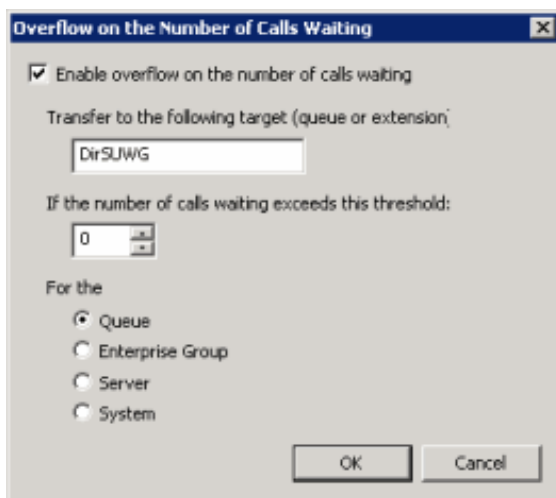 Overflow on the Number of Calls Waiting
Enable overflow on the number of calls waiting
Transfer to the following target (queue or extension)
DirSUWG
If the number of calls waiting exceeds this threshold:
0
For the
Queue
Enterprise Group
Server
System
OK Cancel